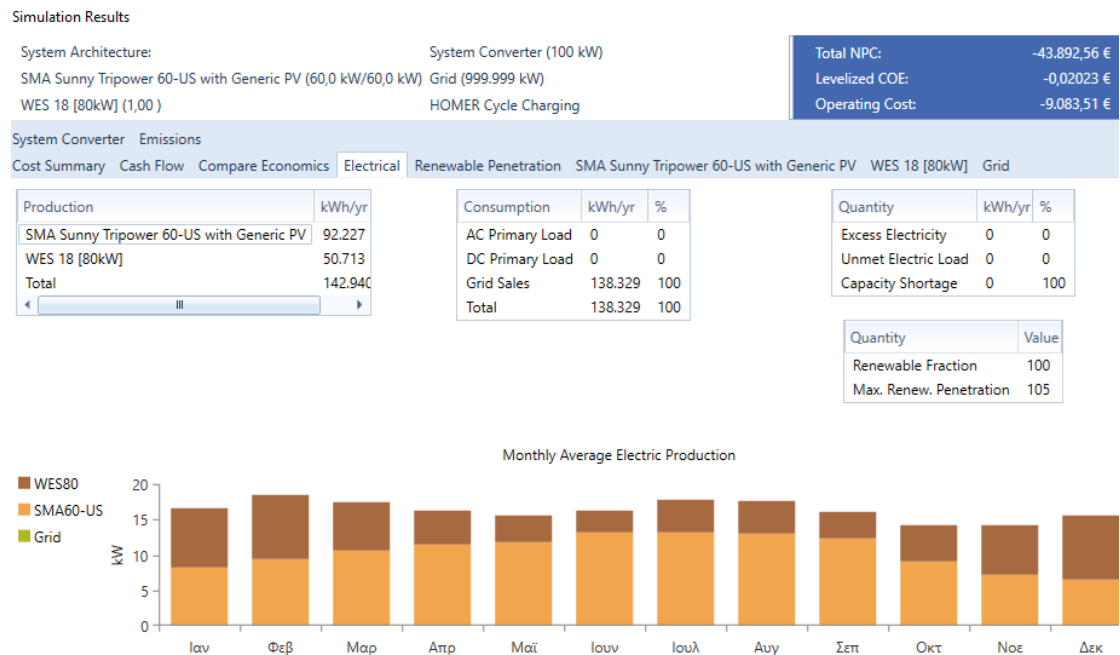 Simulation Results
System Architecture:
SMA Sunny Tripower 60-US with Generic PV (60,0 kW/60,0 kW)
WES 18 [80kW] (1,00 )
System Converter (100 kW)
Grid (999.999 kW)
HOMER Cycle Charging
Total NPC: -43.892,56 €
Levelized COE: -0,02023 €
Operating Cost: -9.083,51 €
System Converter Emissions
Cost Summary Cash Flow Compare Economics Electrical Renewable Penetration SMA Sunny Tripower 60-US with Generic PV WES 18 [80kW] Grid
Production kWh/yr
SMA Sunny Tripower 60-US with Generic PV 92.227
WES 18 [80kW] 50.713
Total 142.940
Consumption kWh/yr %
AC Primary Load 0 0
DC Primary Load 0 0
Grid Sales 138.329 100
Total 138.329 100
Quantity kWh/yr %
Excess Electricity 0 0
Unmet Electric Load 0 0
Capacity Shortage 0 100
Quantity Value
Renewable Fraction 100
Max. Renew. Penetration 105
Monthly Average Electric Production
WES80
SMA60-US
Grid
kW
20
15
10
5
0
Ιαν Φεβ Μαρ Απρ Μαϊ Ιουν Ιουλ Αυγ Σεπ Οκτ Νοε Δεκ